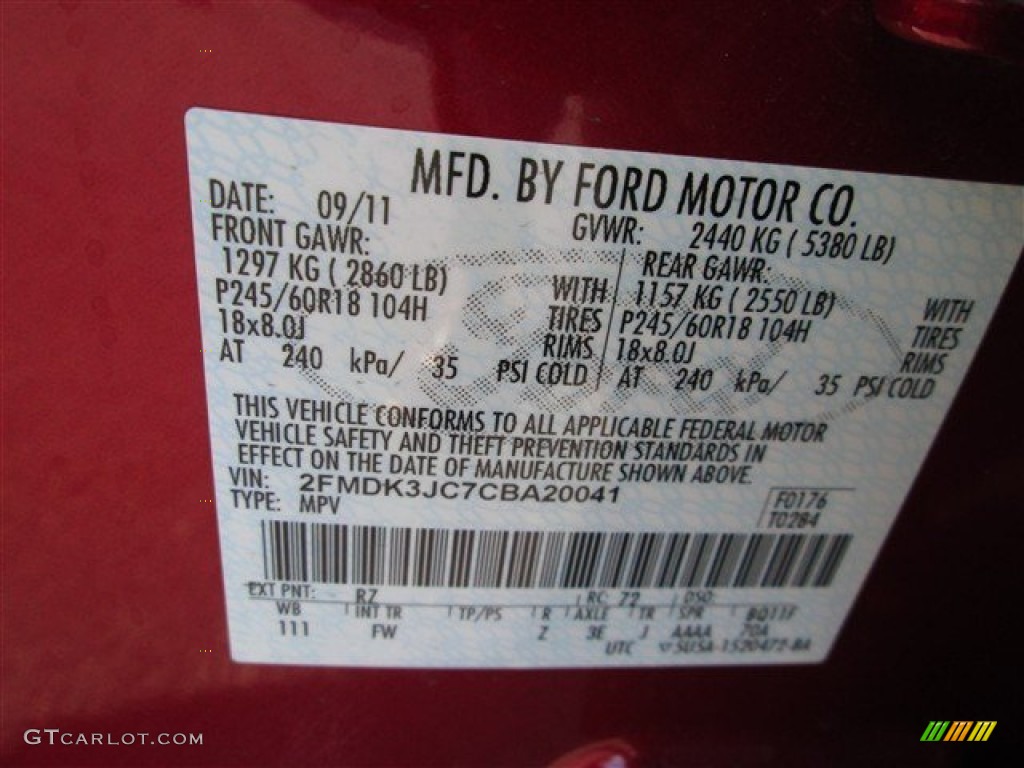 MFD. BY FORD MOTOR CO.
DATE: 09/11 GVWR: 2440 KG ( 5380 LB)
FRONT GAWR: REAR GAWR:
1297 KG ( 2860 LB) WITH 1157 KG ( 2550 LB) WITH
P245/60R18 104H TIRES P245/60R18 104H TIRES
18x8.0J RIMS 18x8.0J RIMS
AT 240 kPa/ 35 PSI COLD AT 240 kPa/ 35 PSI COLD
THIS VEHICLE CONFORMS TO ALL APPLICABLE FEDERAL MOTOR
VEHICLE SAFETY AND THEFT PREVENTION STANDARDS IN
EFFECT ON THE DATE OF MANUFACTURE SHOWN ABOVE.
VIN: 2FMDK3JC7CBA20041
TYPE: MPV
F0176
T0284
EXT PNT: RZ RC: 72 DSO:
WB INT TR TP/PS R AXLE TR SPR
111 FW Z 3E J AAAA
UTC
GTCARLOT.COM